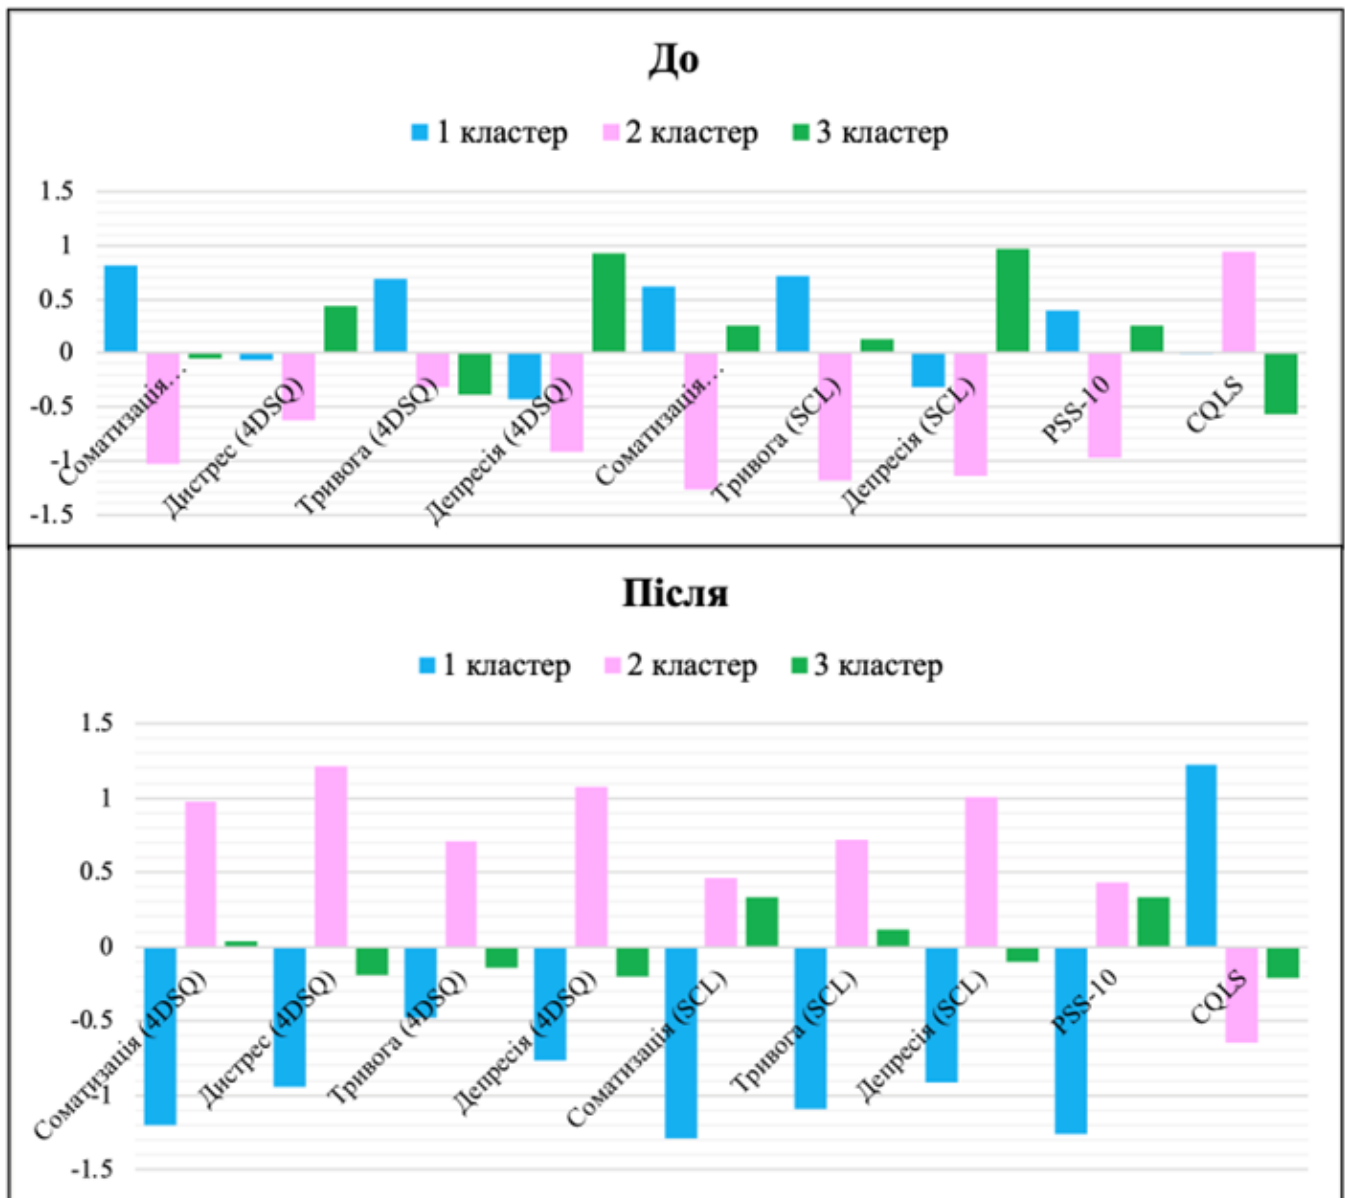 До
1 кластер 2 кластер 3 кластер
1.5
1
0.5
0
-0.5
-1
-1.5
Соматизація...
Дистрес (4DSQ)
Тривога (4DSQ)
Депресія (4DSQ)
Соматизація...
Тривога (SCL)
Депресія (SCL)
PSS-10
CQLS
Після
1 кластер 2 кластер 3 кластер
1.5
1
0.5
0
-0.5
-1
-1.5
Соматизація (4DSQ)
Дистрес (4DSQ)
Тривога (4DSQ)
Депресія (4DSQ)
Соматизація (SCL)
Тривога (SCL)
Депресія (SCL)
PSS-10
CQLS